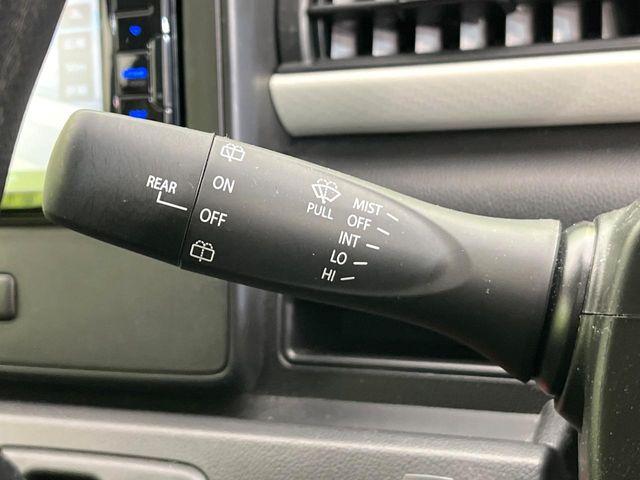 REAR
ON
OFF
PULL
MIST
OFF
INT
LO
HI